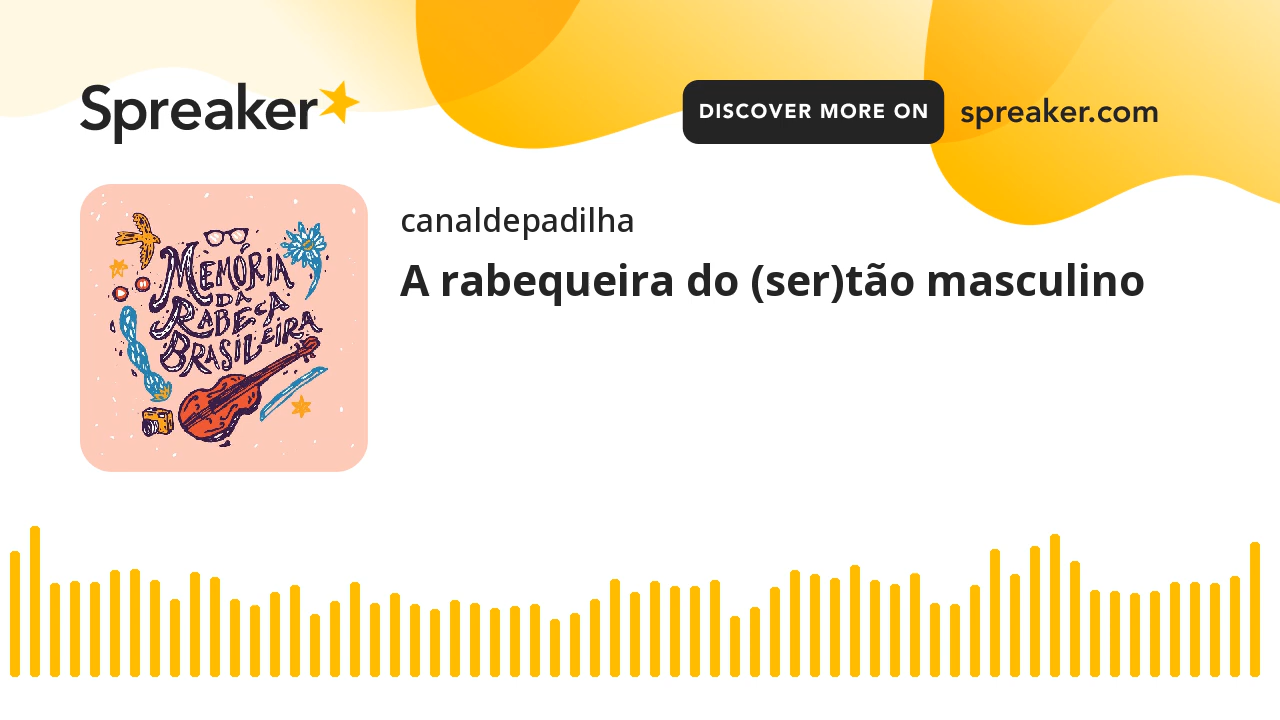 Spreaker
DISCOVER MORE ON
spreaker.com
canaldepadilha
A rabequeira do (ser)tão masculino
MEMÓRIA
DA
RABECA
BRASILEIRA